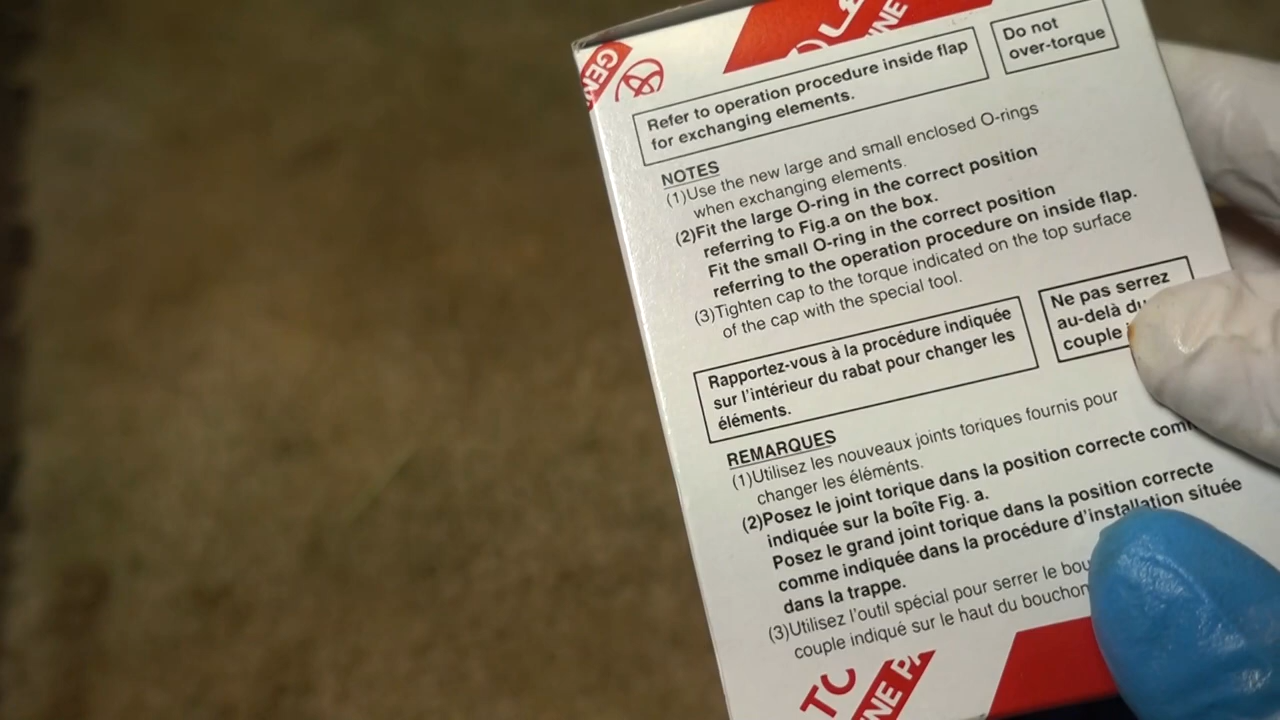 GEN
NE
Refer to operation procedure inside flap
for exchanging elements.
Do not
over-torque
NOTES
(1)Use the new large and small enclosed O-rings
when exchanging elements.
(2)Fit the large O-ring in the correct position
referring to Fig.a on the box.
Fit the small O-ring in the correct position
referring to the operation procedure on inside flap.
(3)Tighten cap to the torque indicated on the top surface
of the cap with the special tool.
Rapportez-vous à la procédure indiquée
sur l'intérieur du rabat pour changer les
éléments.
Ne pas serrez
au-delà du
couple
REMARQUES
(1)Utilisez les nouveaux joints toriques fournis pour
changer les éléménts.
(2)Posez le joint torique dans la position correcte
indiquée sur la boîte Fig. a.
Posez le grand joint torique dans la position correcte
comme indiquée dans la procédure d'installation située
dans la trappe.
(3)Utilisez l'outil spécial pour serrer le
couple indiqué sur le haut du bouchon
TO
NE PA